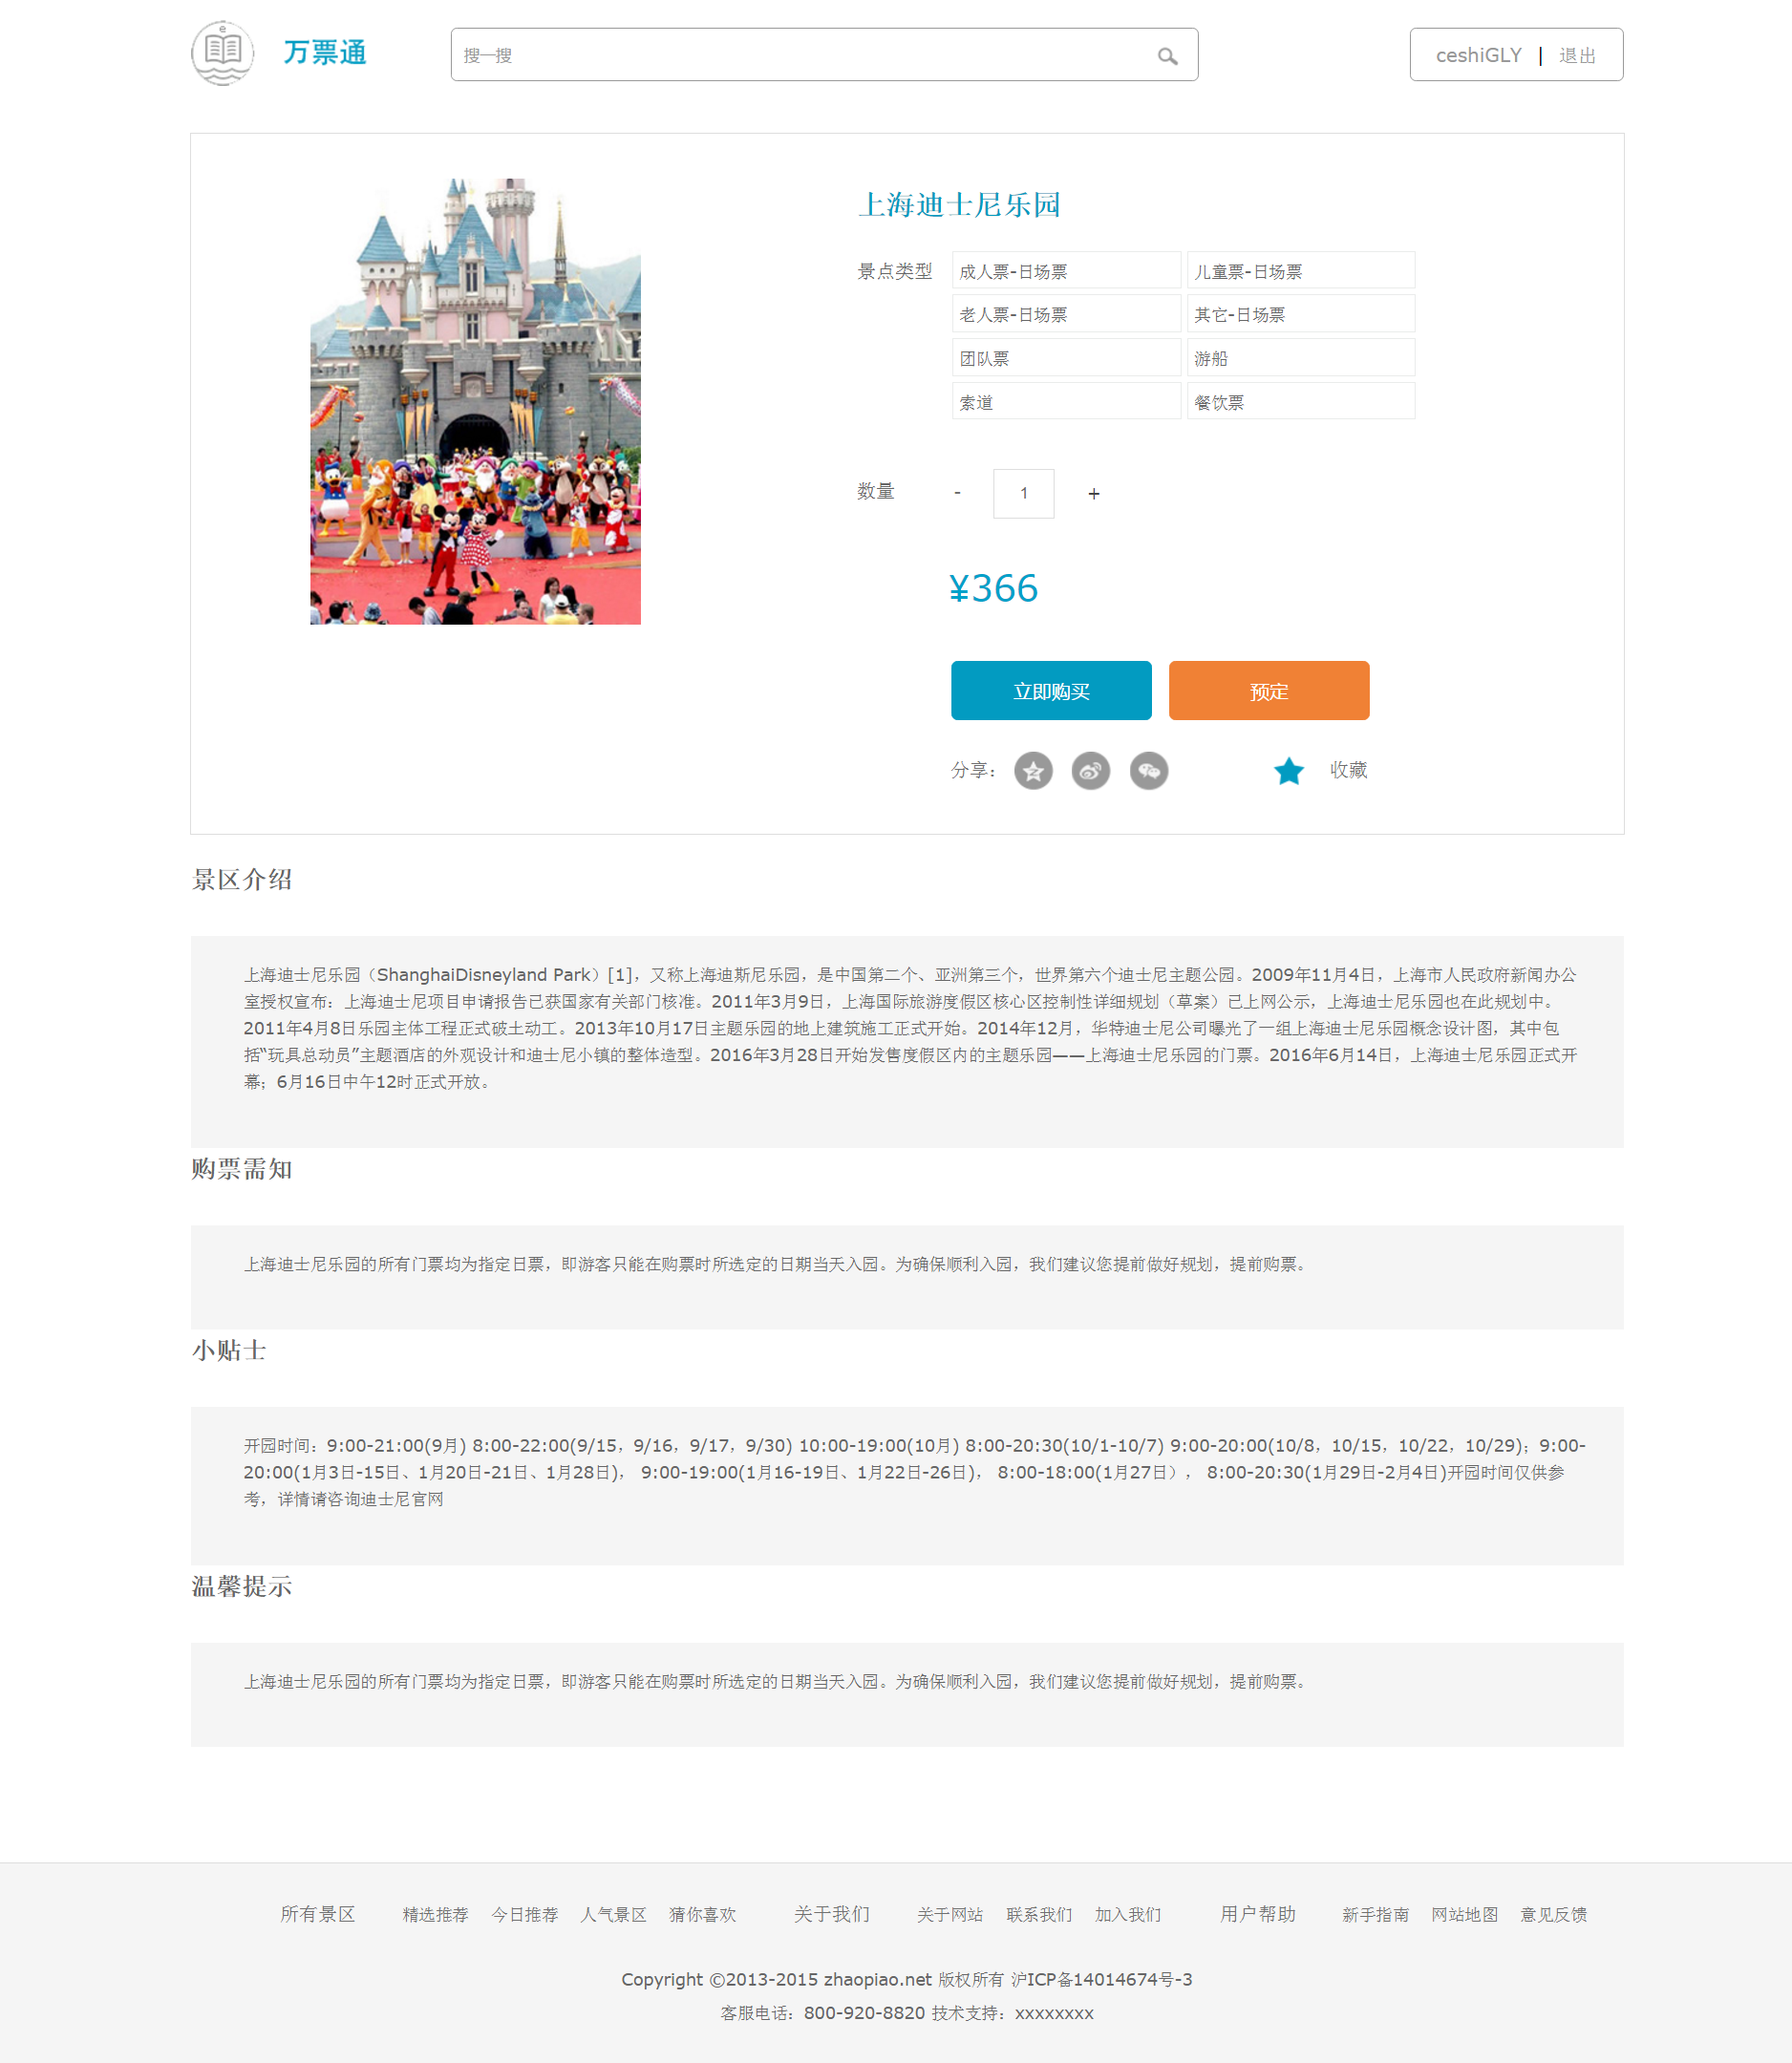 e
万票通
搜一搜
ceshiGLY | 退出
上海迪士尼乐园
景点类型
成人票-日场票 儿童票-日场票
老人票-日场票 其它-日场票
团队票 游船
索道 餐饮票
数量 - 1 +
¥366
立即购买 预定
分享： 收藏
景区介绍
上海迪士尼乐园（ShanghaiDisneyland Park）[1]，又称上海迪斯尼乐园，是中国第二个、亚洲第三个，世界第六个迪士尼主题公园。2009年11月4日，上海市人民政府新闻办公
室授权宣布：上海迪士尼项目申请报告已获国家有关部门核准。2011年3月9日，上海国际旅游度假区核心区控制性详细规划（草案）已上网公示，上海迪士尼乐园也在此规划中。
2011年4月8日乐园主体工程正式破土动工。2013年10月17日主题乐园的地上建筑施工正式开始。2014年12月，华特迪士尼公司曝光了一组上海迪士尼乐园概念设计图，其中包
括“玩具总动员”主题酒店的外观设计和迪士尼小镇的整体造型。2016年3月28日开始发售度假区内的主题乐园——上海迪士尼乐园的门票。2016年6月14日，上海迪士尼乐园正式开
幕；6月16日中午12时正式开放。
购票需知
上海迪士尼乐园的所有门票均为指定日票，即游客只能在购票时所选定的日期当天入园。为确保顺利入园，我们建议您提前做好规划，提前购票。
小贴士
开园时间：9:00-21:00(9月) 8:00-22:00(9/15，9/16，9/17，9/30) 10:00-19:00(10月) 8:00-20:30(10/1-10/7) 9:00-20:00(10/8，10/15，10/22，10/29)；9:00-
20:00(1月3日-15日、1月20日-21日、1月28日)， 9:00-19:00(1月16-19日、1月22日-26日)， 8:00-18:00(1月27日）， 8:00-20:30(1月29日-2月4日)开园时间仅供参
考，详情请咨询迪士尼官网
温馨提示
上海迪士尼乐园的所有门票均为指定日票，即游客只能在购票时所选定的日期当天入园。为确保顺利入园，我们建议您提前做好规划，提前购票。
所有景区 精选推荐 今日推荐 人气景区 猜你喜欢 关于我们 关于网站 联系我们 加入我们 用户帮助 新手指南 网站地图 意见反馈
Copyright ©2013-2015 zhaopiao.net 版权所有 沪ICP备14014674号-3
客服电话：800-920-8820 技术支持：xxxxxxxx